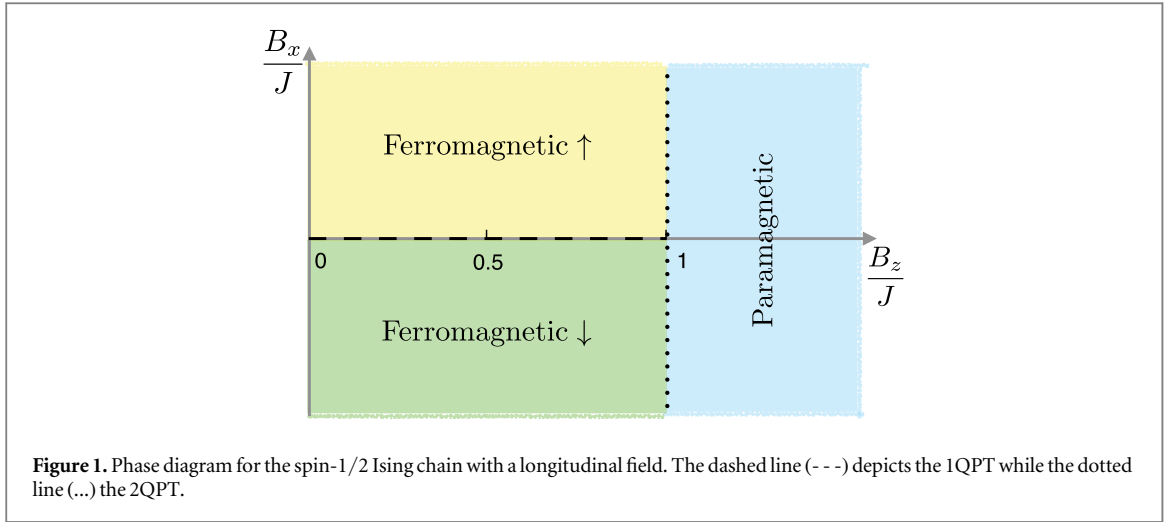 B_x
J
Ferromagnetic ↑
0
0.5
1
Ferromagnetic ↓
Paramagnetic
B_z
J
Figure 1. Phase diagram for the spin-1/2 Ising chain with a longitudinal field. The dashed line (- - -) depicts the 1QPT while the dotted
line (...) the 2QPT.